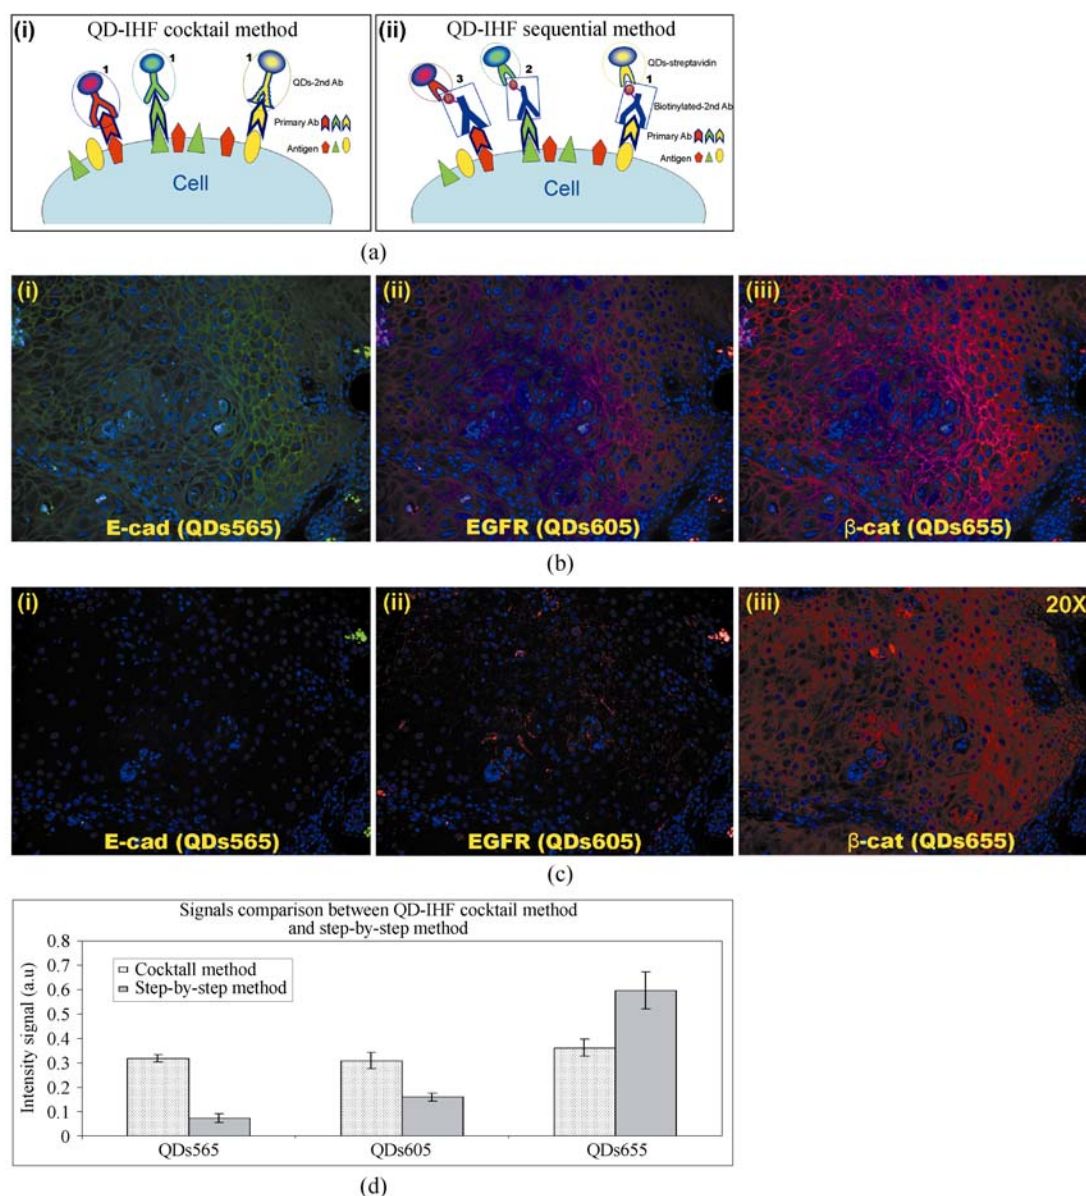 (i) QD-IHF cocktail method
1
1
1
QDs-2nd Ab
Primary Ab
Antigen
Cell
(ii) QD-IHF sequential method
3
2
1
QDs-streptavidin
Biotinylated-2nd Ab
Primary Ab
Antigen
Cell
(a)
(i)
E-cad (QDs565)
(ii)
EGFR (QDs605)
(iii)
β-cat (QDs655)
(b)
(i)
E-cad (QDs565)
(ii)
EGFR (QDs605)
(iii)
20X
β-cat (QDs655)
(c)
Signals comparison between QD-IHF cocktail method
and step-by-step method
Intensity signal (a.u)
0.8
0.7
0.6
0.5
0.4
0.3
0.2
0.1
0
Cocktall method
Step-by-step method
QDs565
QDs605
QDs655
(d)